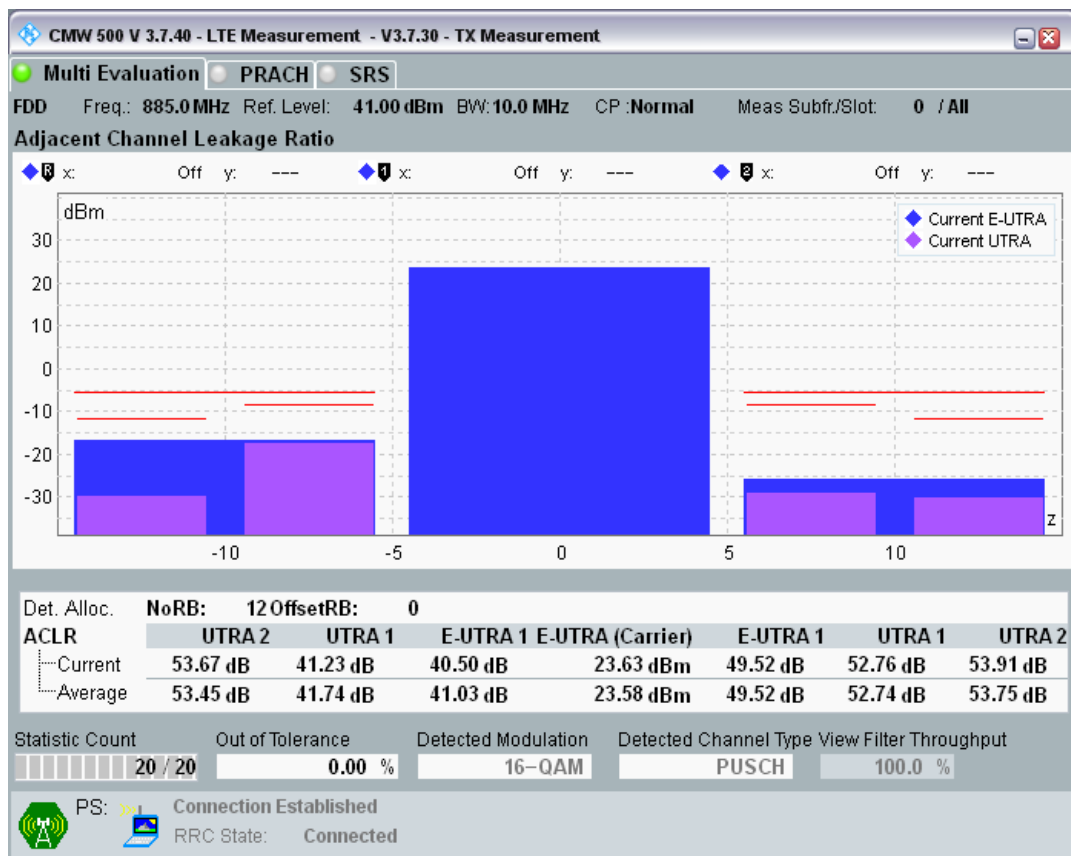 CMW 500 V 3.7.40 - LTE Measurement - V3.7.30 - TX Measurement
Multi Evaluation PRACH SRS
FDD Freq.: 885.0 MHz Ref. Level: 41.00 dBm BW: 10.0 MHz CP :Normal Meas Subfr./Slot: 0 / All
Adjacent Channel Leakage Ratio
R x: Off y: --- 1 x: Off y: --- 2 x: Off y: ---
dBm
Current E-UTRA
Current UTRA
30
20
10
0
-10
-20
-30
z
-10 -5 0 5 10
Det. Alloc. NoRB: 12 OffsetRB: 0
ACLR UTRA 2 UTRA 1 E-UTRA 1 E-UTRA (Carrier) E-UTRA 1 UTRA 1 UTRA 2
Current 53.67 dB 41.23 dB 40.50 dB 23.63 dBm 49.52 dB 52.76 dB 53.91 dB
Average 53.45 dB 41.74 dB 41.03 dB 23.58 dBm 49.52 dB 52.74 dB 53.75 dB
Statistic Count Out of Tolerance Detected Modulation Detected Channel Type View Filter Throughput
20 / 20 0.00 % 16-QAM PUSCH 100.0 %
PS: Connection Established
RRC State: Connected